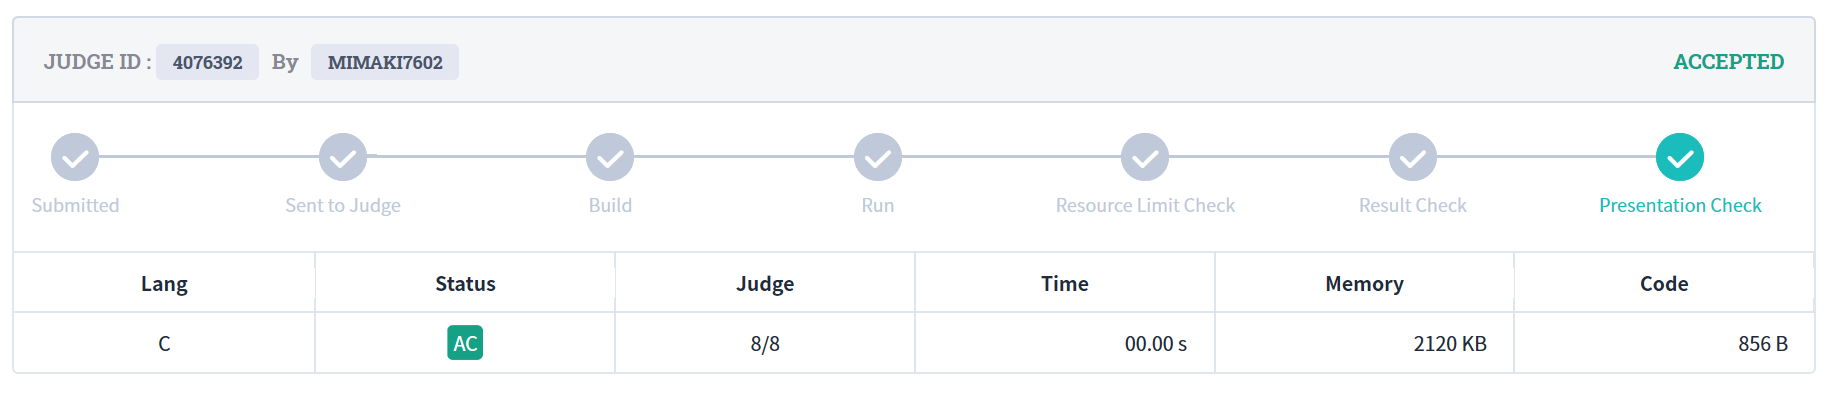 JUDGE ID : 4076392 By MIMAKI7602 ACCEPTED
Submitted Sent to Judge Build Run Resource Limit Check Result Check Presentation Check
Lang Status Judge Time Memory Code
C AC 8/8 00.00 s 2120 KB 856 B